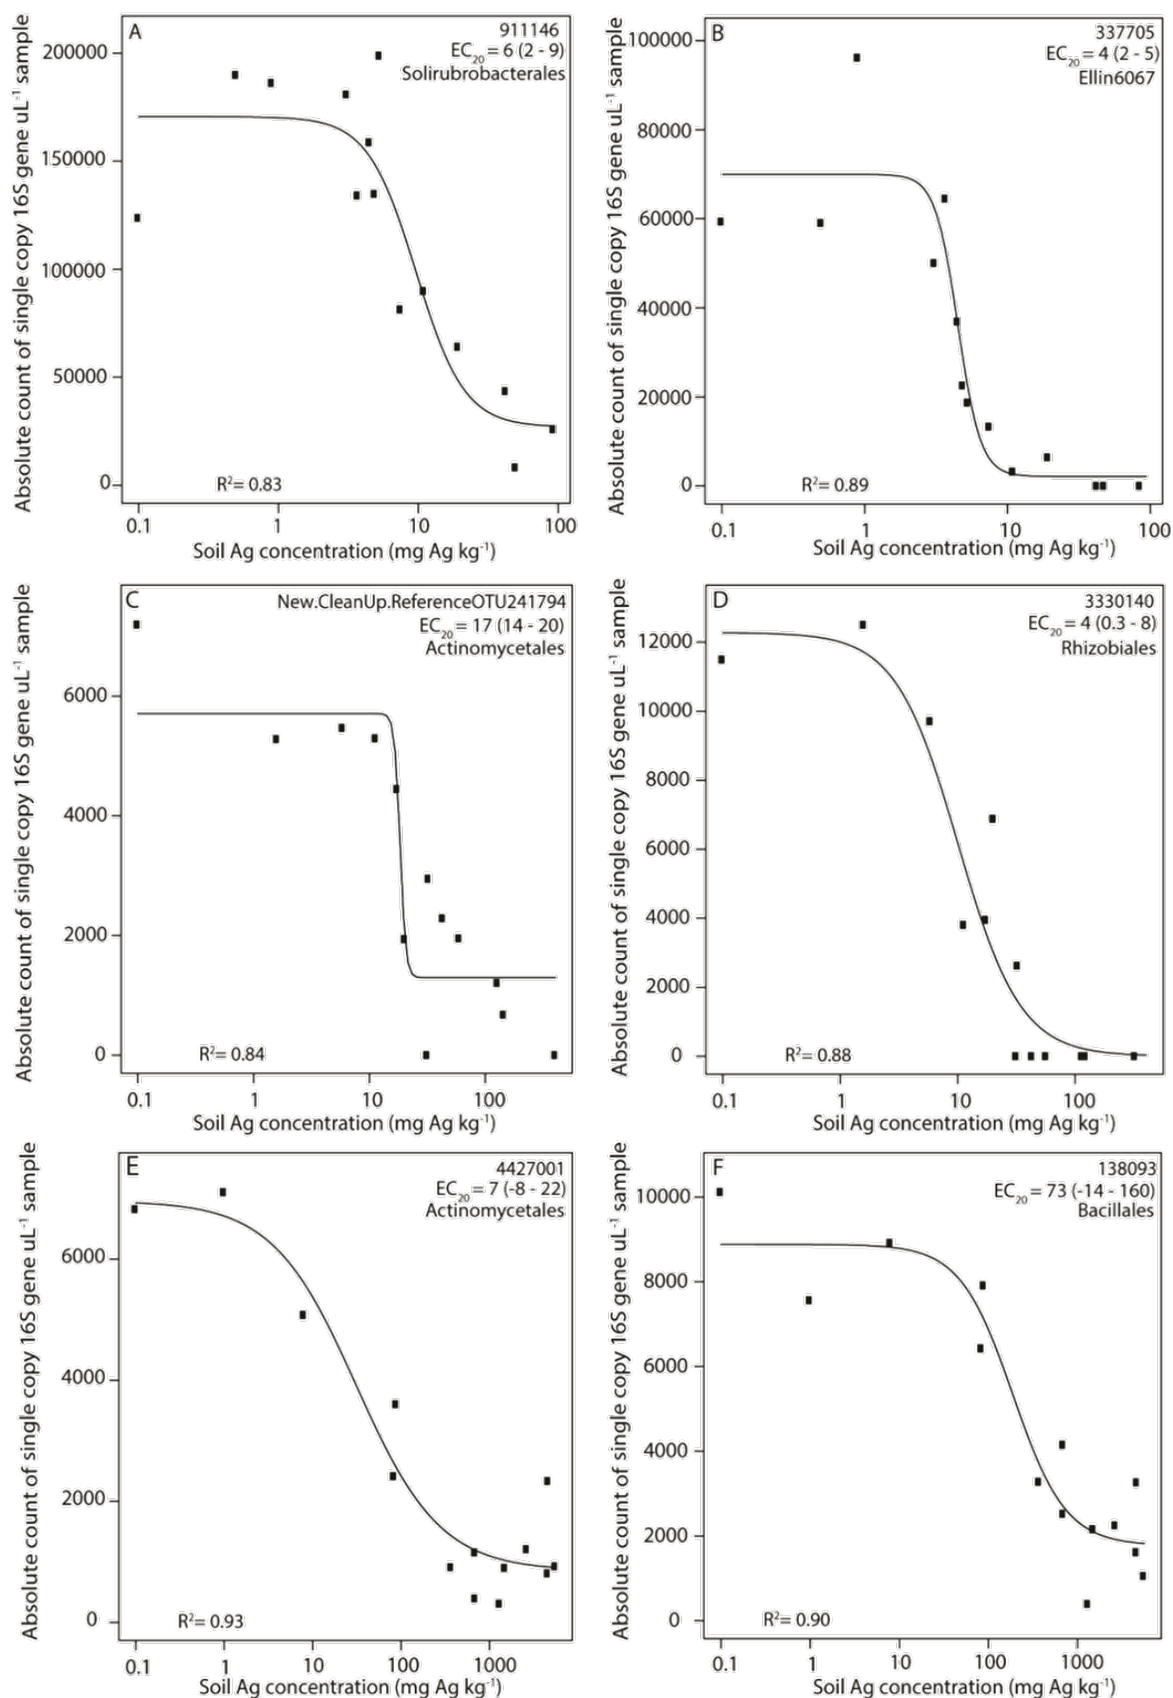 A
911146
EC20 = 6 (2 - 9)
Solirubrobacterales
Absolute count of single copy 16S gene uL-1 sample
200000
150000
100000
50000
0
R2= 0.83
0.1 1 10 100
Soil Ag concentration (mg Ag kg-1)
B
337705
EC20 = 4 (2 - 5)
Ellin6067
Absolute count of single copy 16S gene uL-1 sample
100000
80000
60000
40000
20000
0
R2= 0.89
0.1 1 10 100
Soil Ag concentration (mg Ag kg-1)
C
New.CleanUp.ReferenceOTU241794
EC20 = 17 (14 - 20)
Actinomycetales
Absolute count of single copy 16S gene uL-1 sample
6000
4000
2000
0
R2= 0.84
0.1 1 10 100
Soil Ag concentration (mg Ag kg-1)
D
3330140
EC20 = 4 (0.3 - 8)
Rhizobiales
Absolute count of single copy 16S gene uL-1 sample
12000
10000
8000
6000
4000
2000
0
R2= 0.88
0.1 1 10 100
Soil Ag concentration (mg Ag kg-1)
E
4427001
EC20 = 7 (-8 - 22)
Actinomycetales
Absolute count of single copy 16S gene uL-1 sample
6000
4000
2000
0
R2= 0.93
0.1 1 10 100 1000
Soil Ag concentration (mg Ag kg-1)
F
138093
EC20 = 73 (-14 - 160)
Bacillales
Absolute count of single copy 16S gene uL-1 sample
10000
8000
6000
4000
2000
0
R2= 0.90
0.1 1 10 100 1000
Soil Ag concentration (mg Ag kg-1)